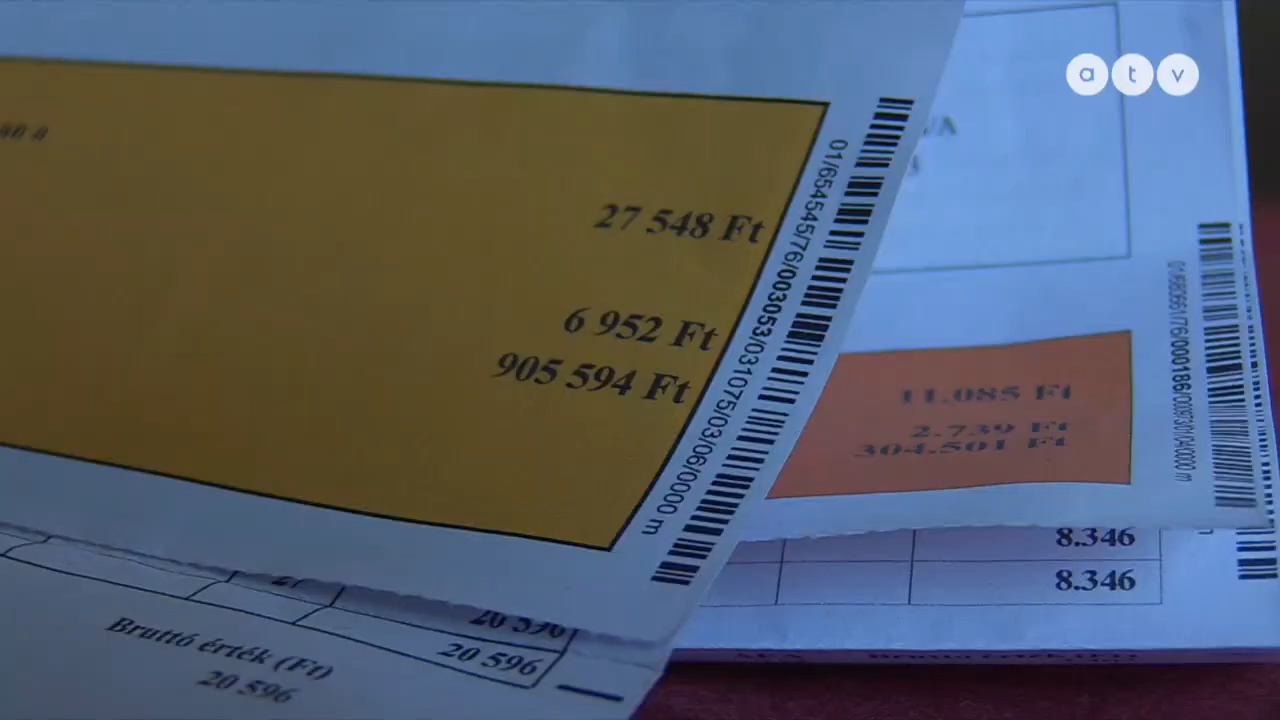 atv
27 548 Ft
6 952 Ft
905 594 Ft
01/654545/76/003053/031075/03/06/0000 m
11.085 Ft
2.739 Ft
304.501 Ft
8.346
8.346
20 596
20 596
Bruttó érték (Ft)
20 596